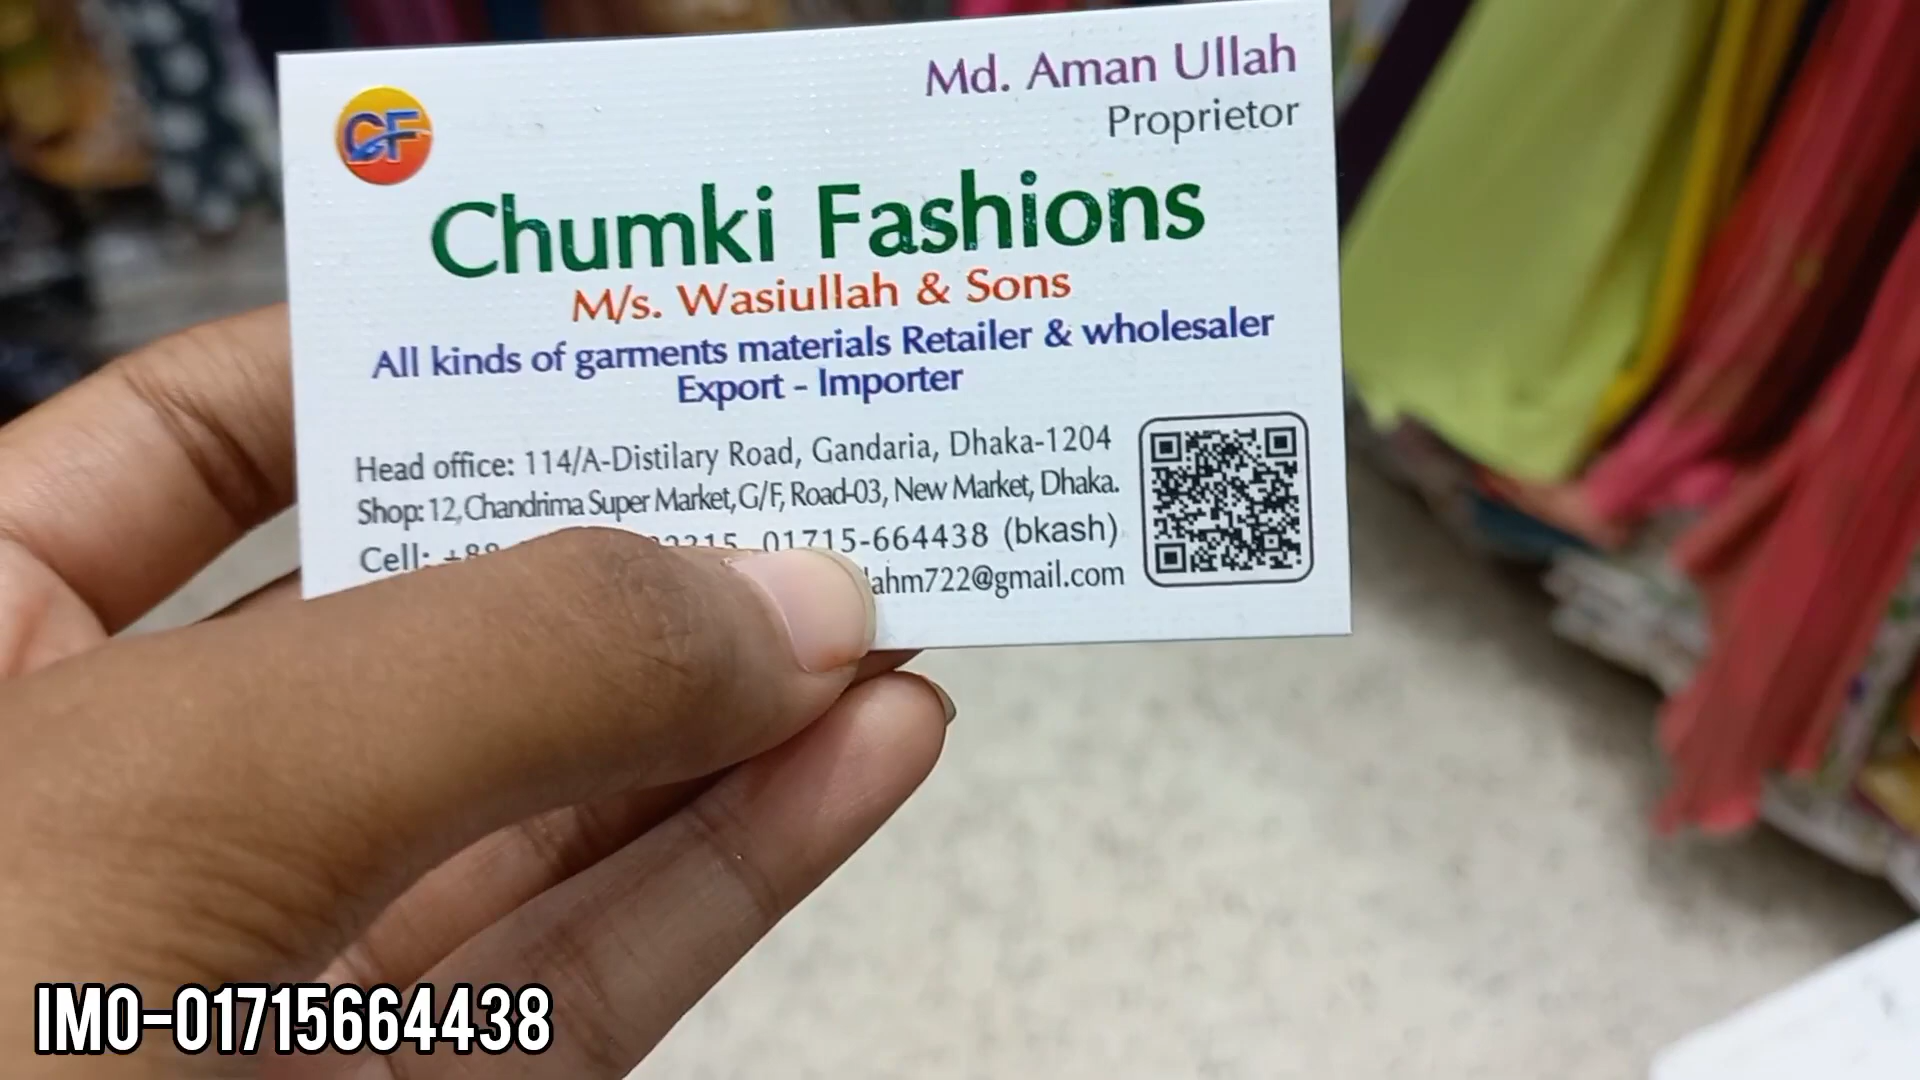 Md. Aman Ullah
Proprietor
CF
Chumki Fashions
M/s. Wasiullah & Sons
All kinds of garments materials Retailer & wholesaler
Export - Importer
Head office: 114/A-Distilary Road, Gandaria, Dhaka-1204
Shop: 12, Chandrima Super Market, G/F, Road-03, New Market, Dhaka.
Cell: 01715-664438 (bkash)
IMO-01715664438